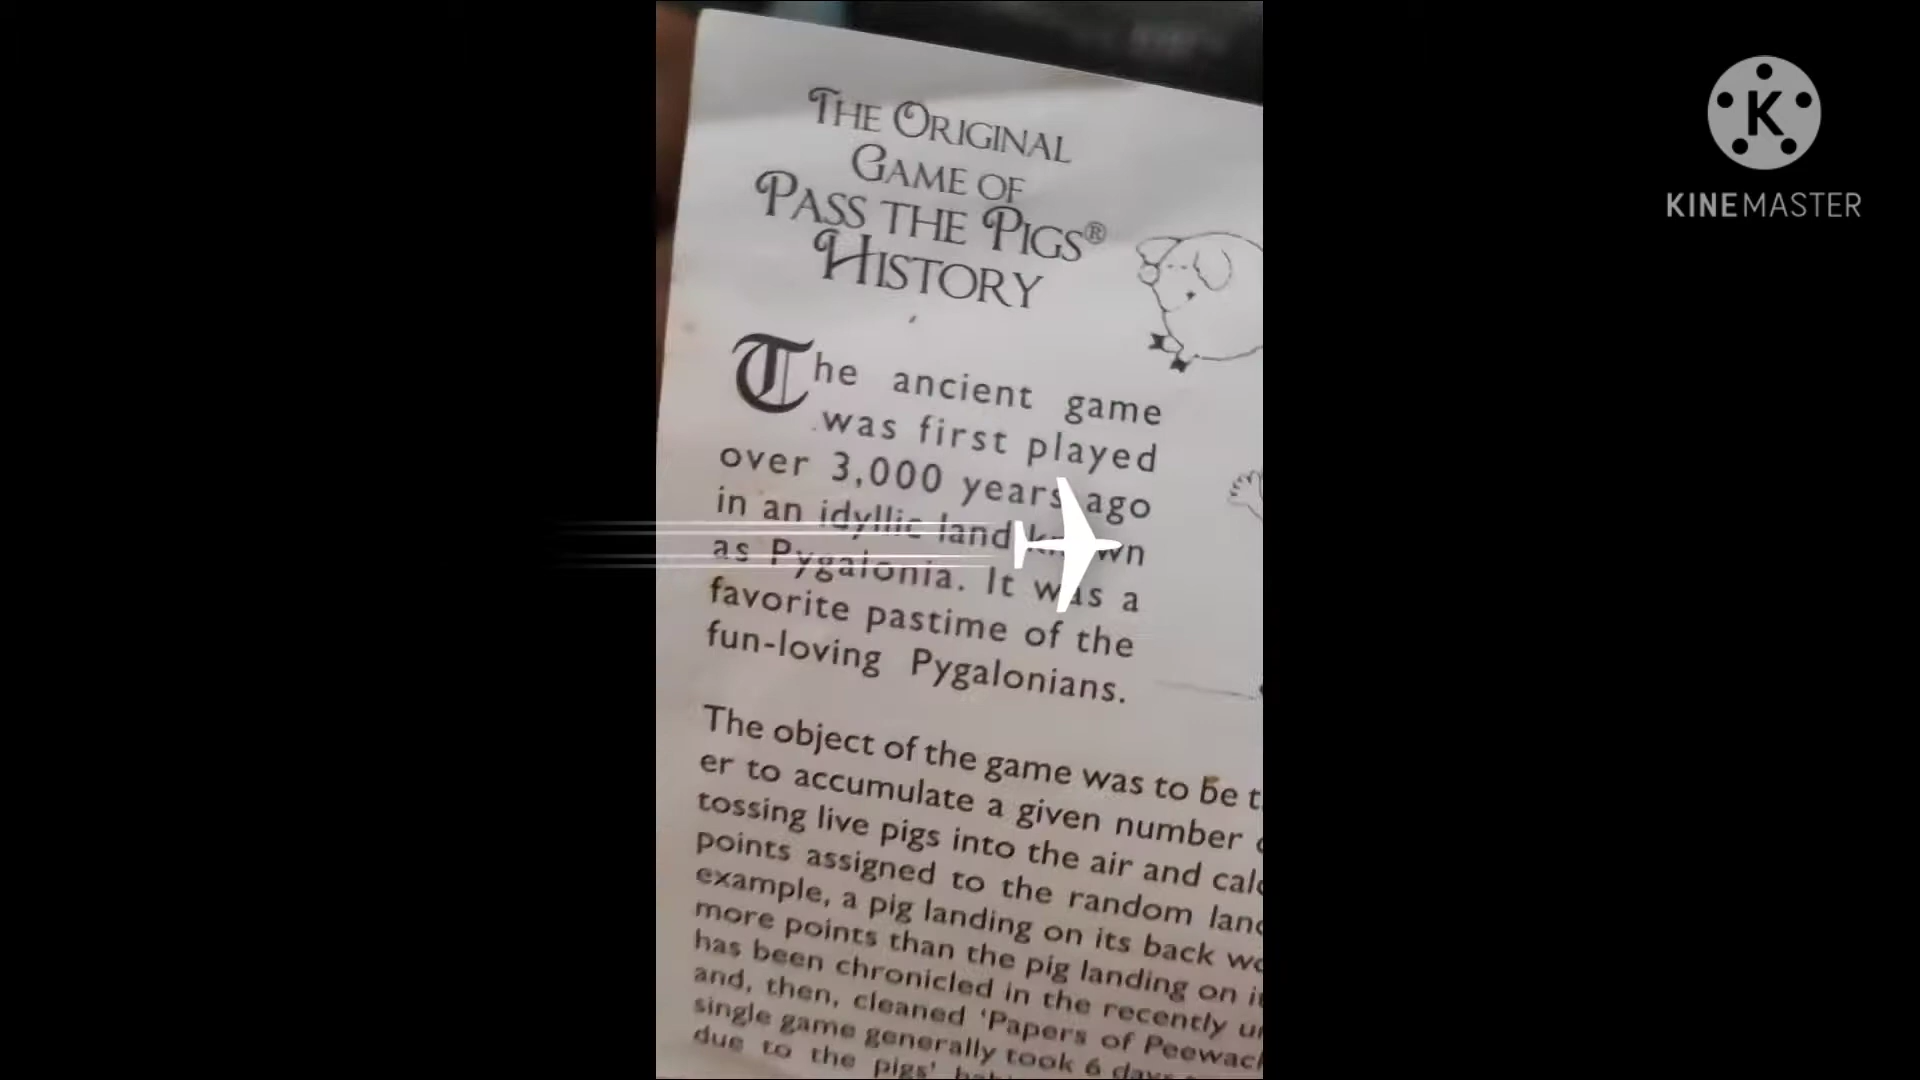 THE ORIGINAL
GAME OF
PASS THE PIGS®
HISTORY
The ancient game
was first played
over 3,000 years ago
in an idyllic land known
as Pygalonia. It was a
favorite pastime of the
fun-loving Pygalonians.
The object of the game was to be
er to accumulate a given number
tossing live pigs into the air and
points assigned to the random
example, a pig landing on its back
more points than the pig landing on
has been chronicled in the recently
and, then, cleaned 'Papers of
single game generally took 6 days
due to the pigs'
K
KINEMASTER